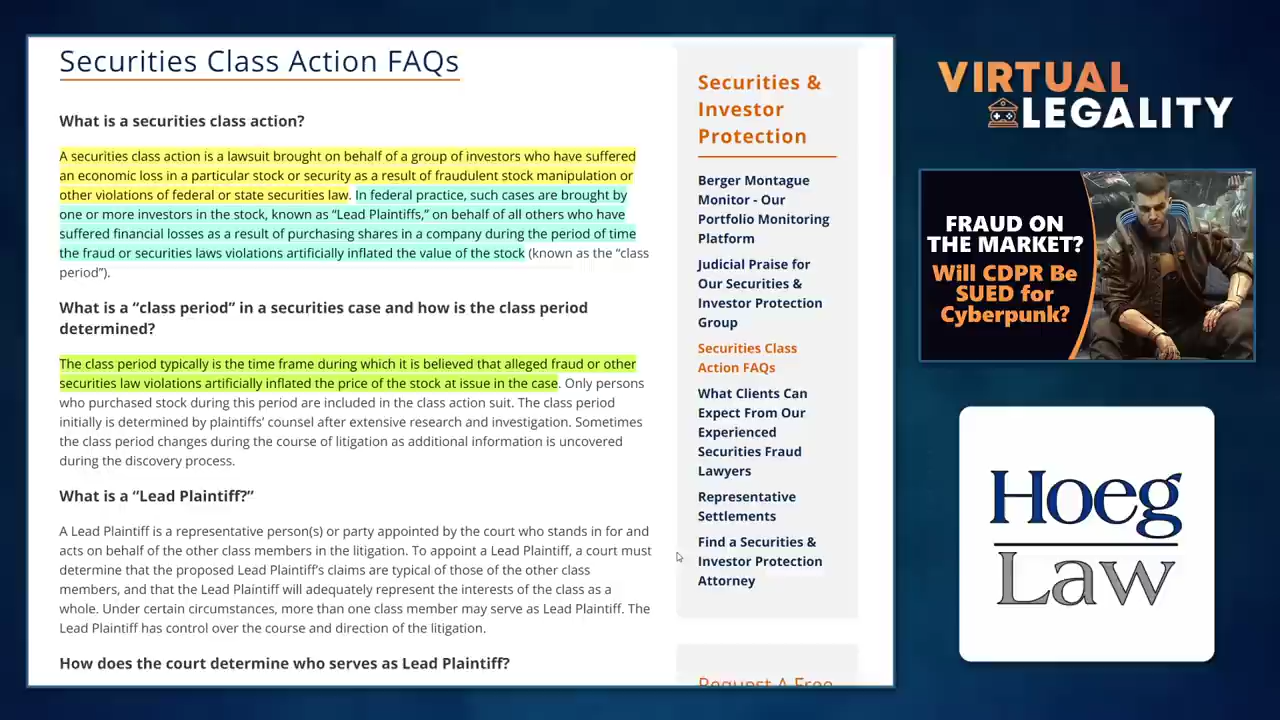 Securities Class Action FAQs
What is a securities class action?
A securities class action is a lawsuit brought on behalf of a group of investors who have suffered
an economic loss in a particular stock or security as a result of fraudulent stock manipulation or
other violations of federal or state securities law. In federal practice, such cases are brought by
one or more investors in the stock, known as “Lead Plaintiffs,” on behalf of all others who have
suffered financial losses as a result of purchasing shares in a company during the period of time
the fraud or securities laws violations artificially inflated the value of the stock (known as the “class
period”).
What is a “class period” in a securities case and how is the class period
determined?
The class period typically is the time frame during which it is believed that alleged fraud or other
securities law violations artificially inflated the price of the stock at issue in the case. Only persons
who purchased stock during this period are included in the class action suit. The class period
initially is determined by plaintiffs’ counsel after extensive research and investigation. Sometimes
the class period changes during the course of litigation as additional information is uncovered
during the discovery process.
What is a “Lead Plaintiff?”
A Lead Plaintiff is a representative person(s) or party appointed by the court who stands in for and
acts on behalf of the other class members in the litigation. To appoint a Lead Plaintiff, a court must
determine that the proposed Lead Plaintiff’s claims are typical of those of the other class
members, and that the Lead Plaintiff will adequately represent the interests of the class as a
whole. Under certain circumstances, more than one class member may serve as Lead Plaintiff. The
Lead Plaintiff has control over the course and direction of the litigation.
How does the court determine who serves as Lead Plaintiff?
Securities &
Investor
Protection
Berger Montague
Monitor - Our
Portfolio Monitoring
Platform
Judicial Praise for
Our Securities &
Investor Protection
Group
Securities Class
Action FAQs
What Clients Can
Expect From Our
Experienced
Securities Fraud
Lawyers
Representative
Settlements
Find a Securities &
Investor Protection
Attorney
Request A Free
VIRTUAL
LEGALITY
FRAUD ON
THE MARKET?
Will CDPR Be
SUED for
Cyberpunk?
Hoeg
Law